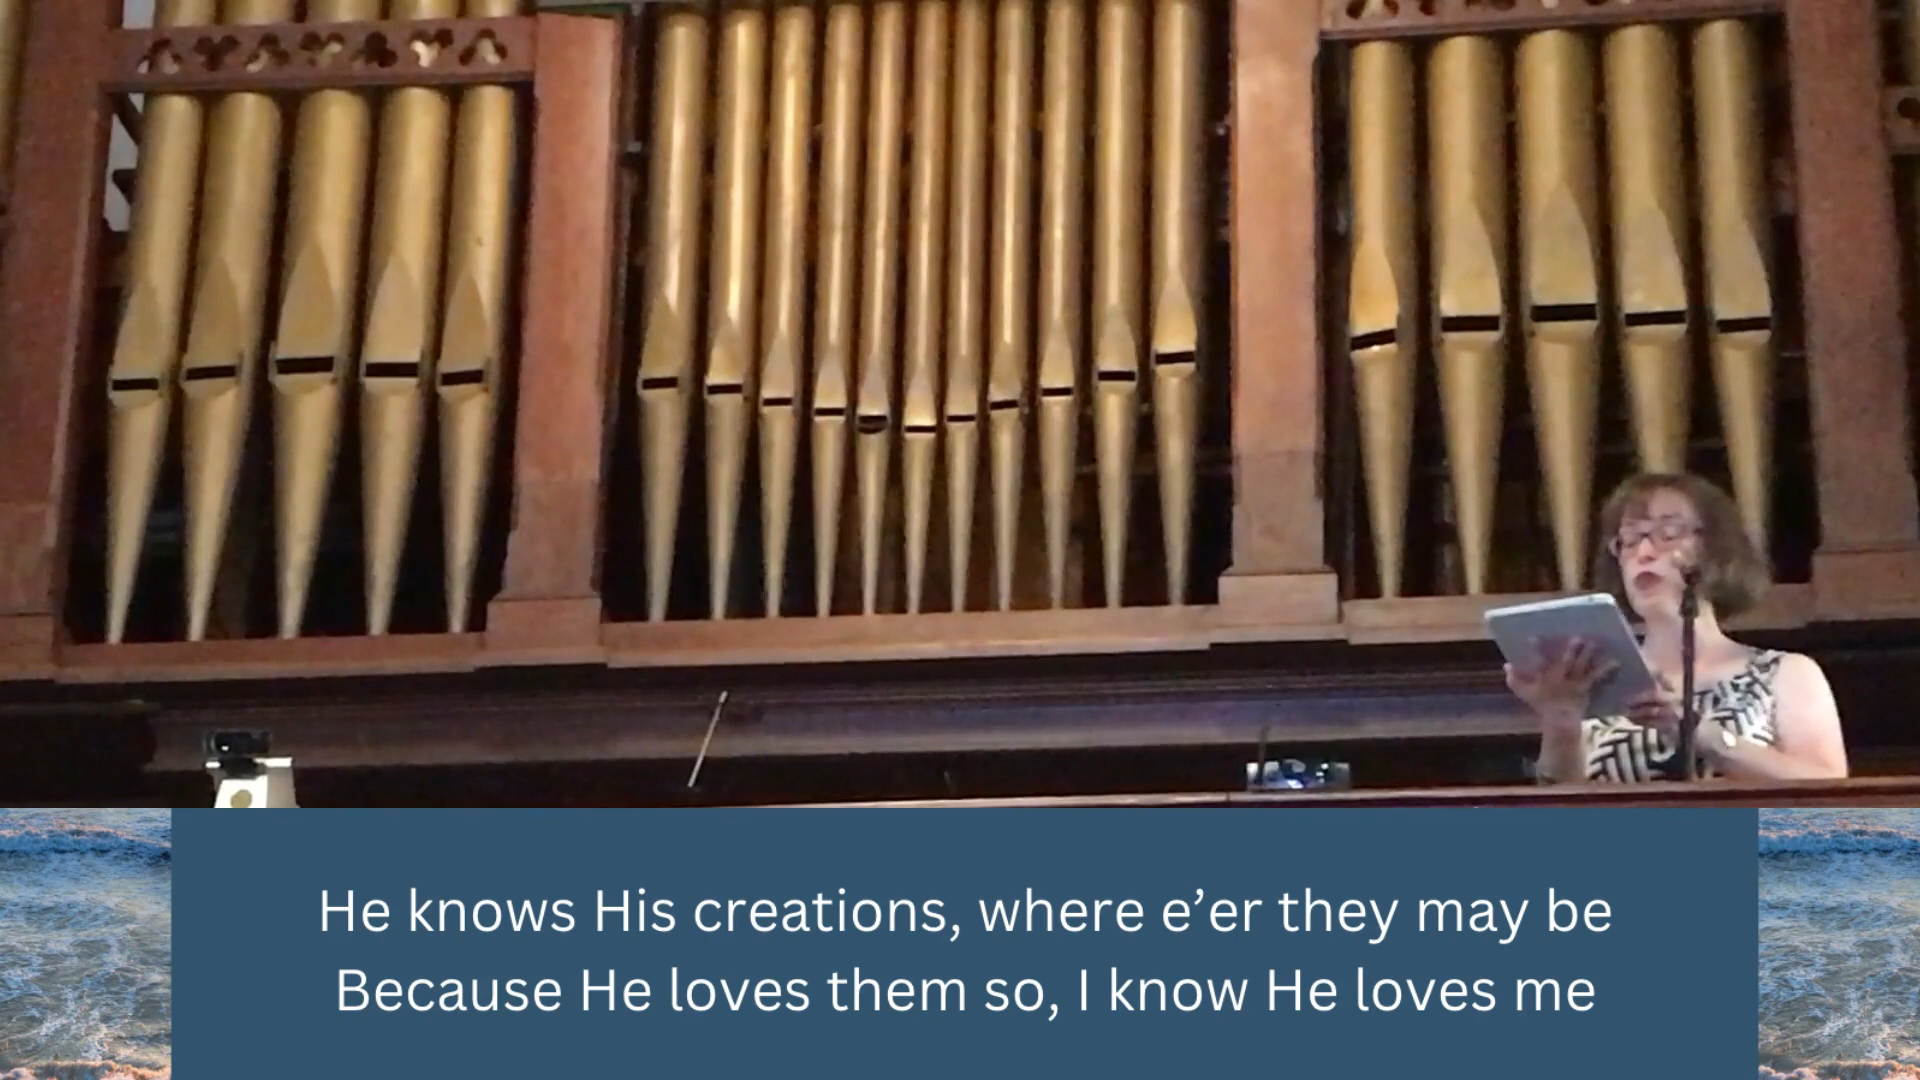 He knows His creations, where e’er they may be
Because He loves them so, I know He loves me